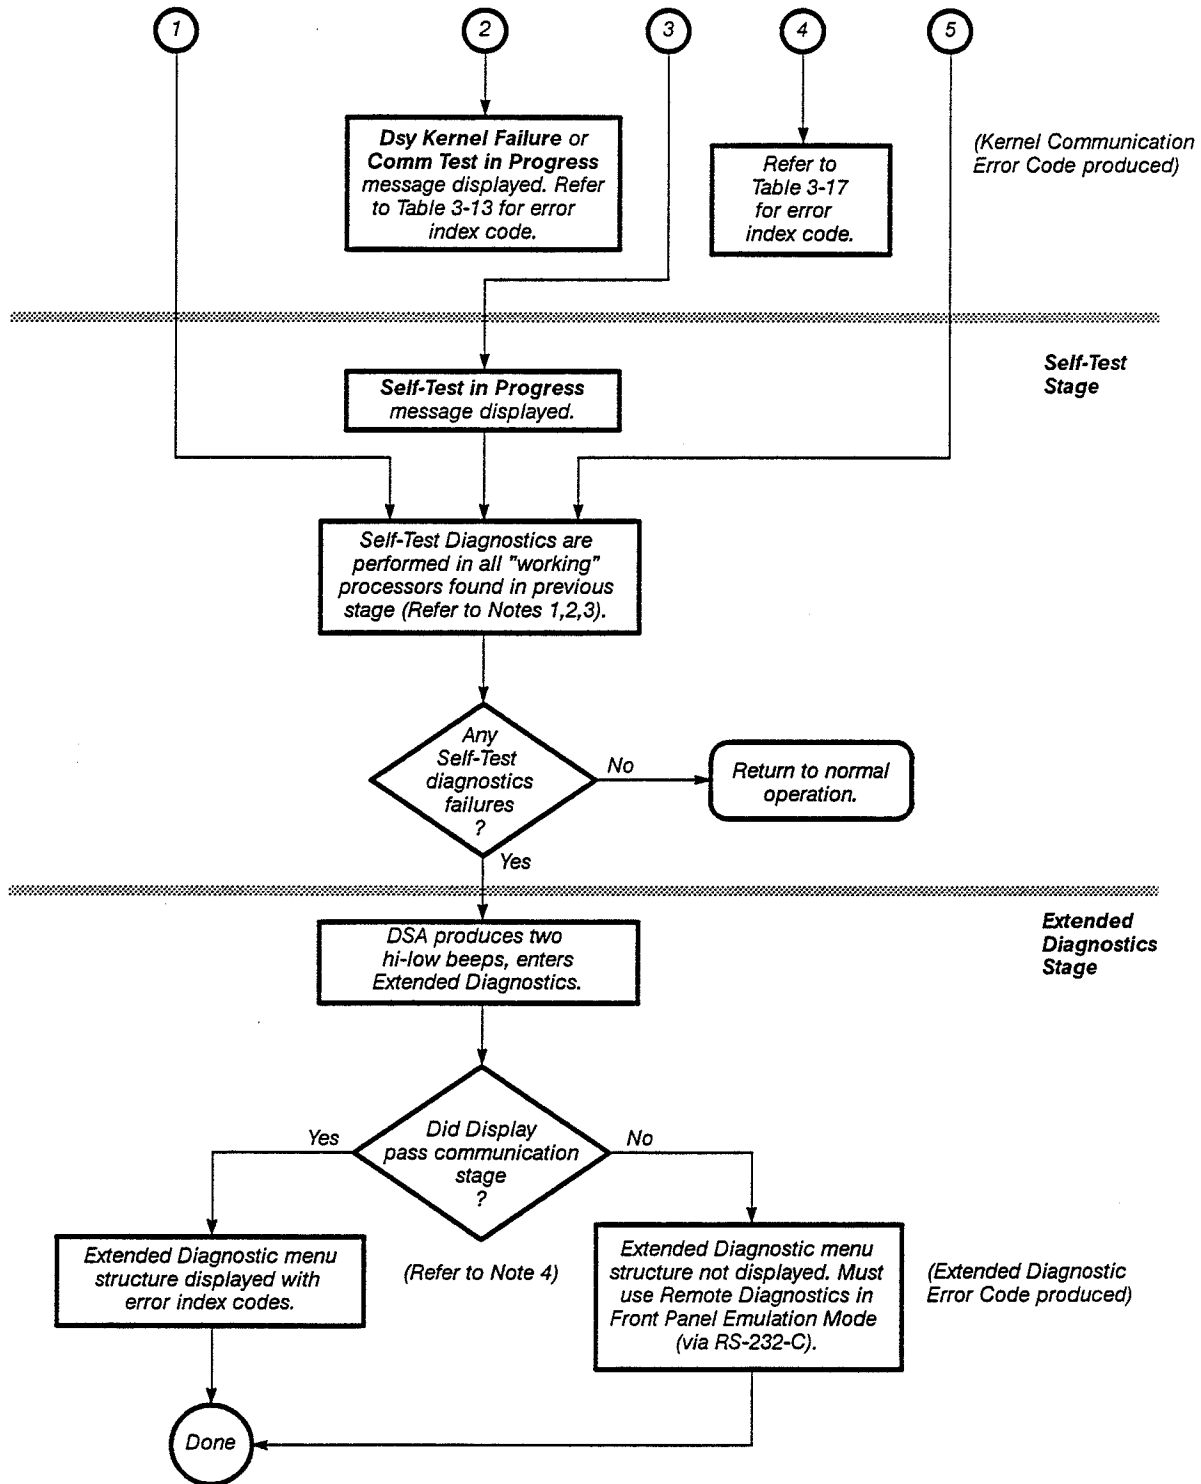 1
2
3
4
5
Dsy Kernel Failure or
Comm Test in Progress
message displayed. Refer
to Table 3-13 for error
index code.
Refer to
Table 3-17
for error
index code.
(Kernel Communication
Error Code produced)
Self-Test
Stage
Self-Test in Progress
message displayed.
Self-Test Diagnostics are
performed in all "working"
processors found in previous
stage (Refer to Notes 1,2,3).
Any
Self-Test
diagnostics
failures
?
No
Return to normal
operation.
Yes
Extended
Diagnostics
Stage
DSA produces two
hi-low beeps, enters
Extended Diagnostics.
Yes
Did Display
pass communication
stage
?
No
Extended Diagnostic menu
structure displayed with
error index codes.
(Refer to Note 4)
Extended Diagnostic menu
structure not displayed. Must
use Remote Diagnostics in
Front Panel Emulation Mode
(via RS-232-C).
(Extended Diagnostic
Error Code produced)
Done